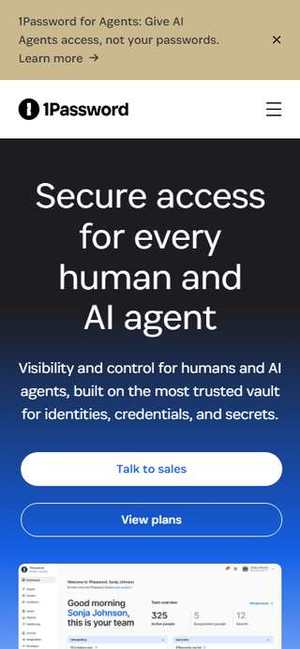 1Password for Agents: Give AI
Agents access, not your passwords.
Learn more →
1Password
Secure access
for every
human and
AI agent
Visibility and control for humans and AI
agents, built on the most trusted vault
for identities, credentials, and secrets.
Talk to sales
View plans
Good morning
Sonja Johnson,
this is your team
Team overview
325
5
12